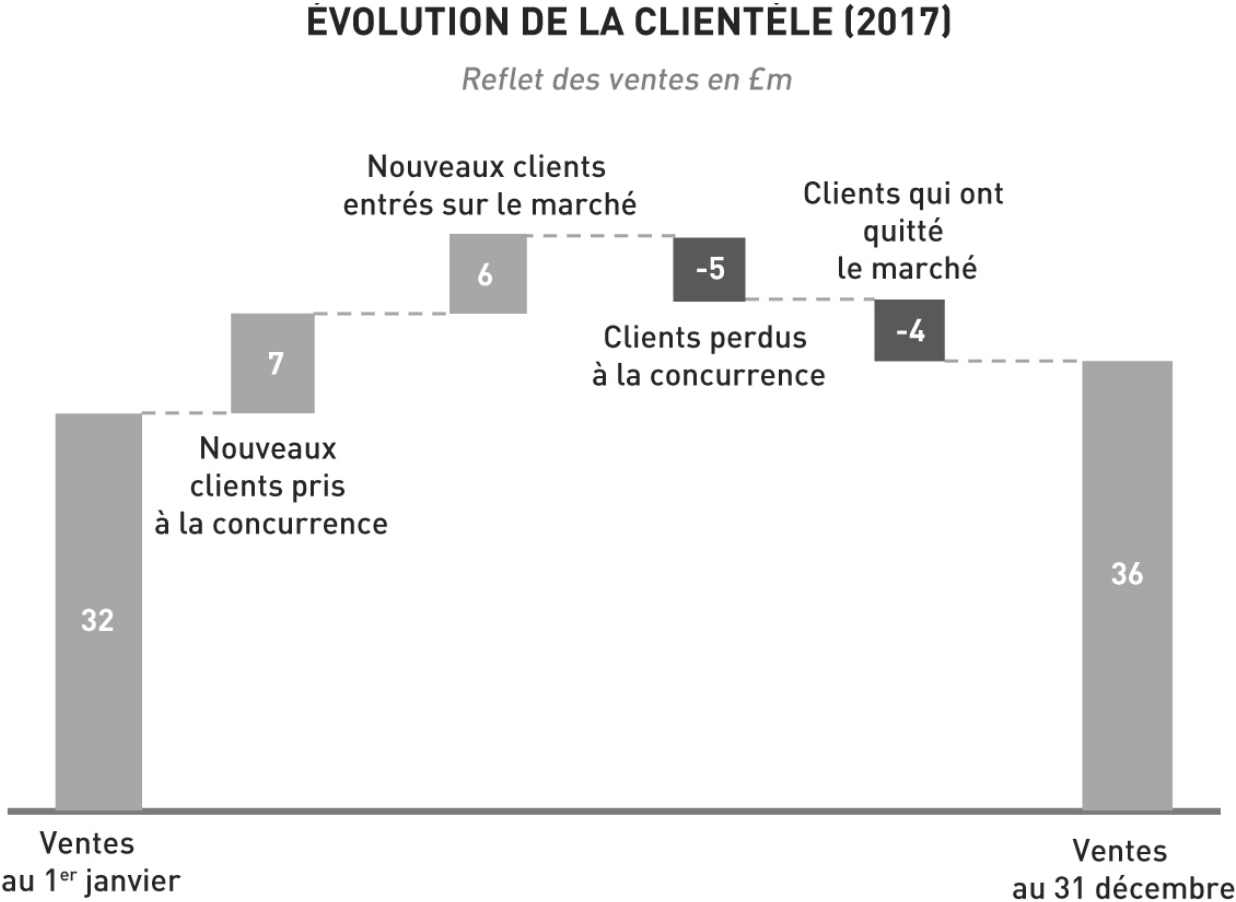 ÉVOLUTION DE LA CLIENTÈLE (2017)
Reflet des ventes en £m
Nouveaux clients
entrés sur le marché
Clients qui ont
quitté
le marché
6
-5
-4
7
Clients perdus
à la concurrence
Nouveaux
clients pris
à la concurrence
32
36
Ventes
au 1er janvier
Ventes
au 31 décembre